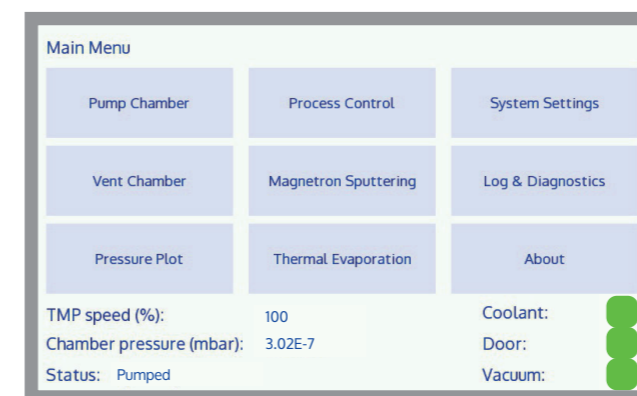 Main Menu
Pump Chamber Process Control System Settings
Vent Chamber Magnetron Sputtering Log & Diagnostics
Pressure Plot Thermal Evaporation About
TMP speed (%): 100 Coolant:
Chamber pressure (mbar): 3.02E-7 Door:
Status: Pumped Vacuum: